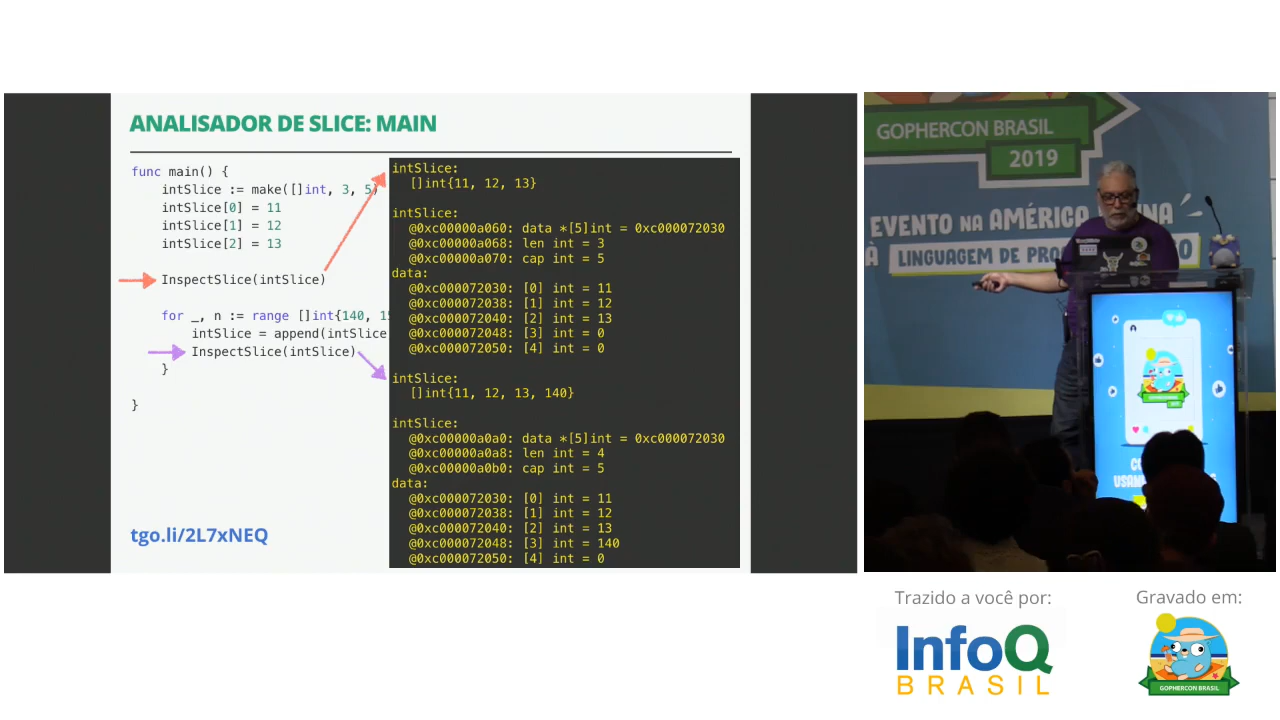 ANALISADOR DE SLICE: MAIN
func main() {
intSlice := make([]int, 3, 5)
intSlice[0] = 11
intSlice[1] = 12
intSlice[2] = 13
InspectSlice(intSlice)
for _, n := range []int{140, 15
intSlice = append(intSlice
InspectSlice(intSlice)
}
}
tgo.li/2L7xNEQ
intSlice:
[]int{11, 12, 13}
intSlice:
@0xc00000a060: data *[5]int = 0xc000072030
@0xc00000a068: len int = 3
@0xc00000a070: cap int = 5
data:
@0xc000072030: [0] int = 11
@0xc000072038: [1] int = 12
@0xc000072040: [2] int = 13
@0xc000072048: [3] int = 0
@0xc000072050: [4] int = 0
intSlice:
[]int{11, 12, 13, 140}
intSlice:
@0xc00000a0a0: data *[5]int = 0xc000072030
@0xc00000a0a8: len int = 4
@0xc00000a0b0: cap int = 5
data:
@0xc000072030: [0] int = 11
@0xc000072038: [1] int = 12
@0xc000072040: [2] int = 13
@0xc000072048: [3] int = 140
@0xc000072050: [4] int = 0
GOPHERCON BRASIL
2019
EVENTO NA AMÉRICA
LINGUAGEM DE
Trazido a você por:
InfoQ
BRASIL
Gravado em:
GOPHERCON BRASIL